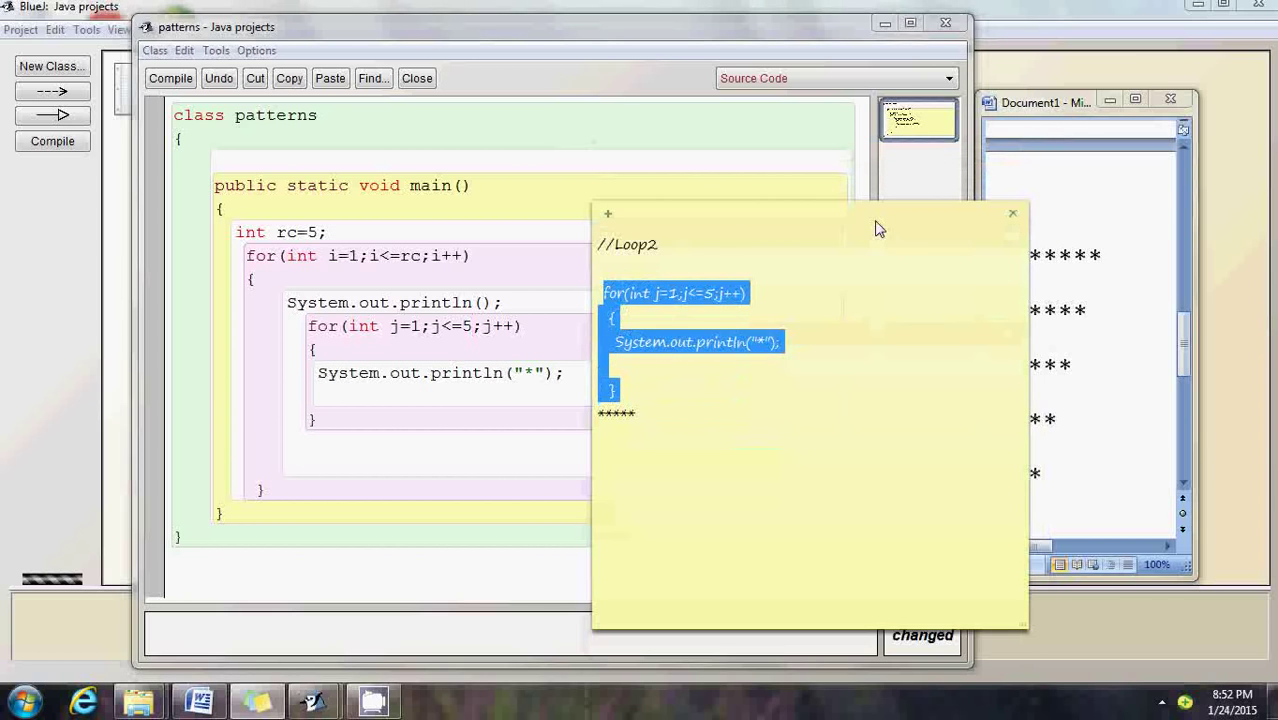 BlueJ: Java projects
Project Edit Tools View
New Class...
Compile
patterns - Java projects
Class Edit Tools Options
Compile Undo Cut Copy Paste Find... Close
Source Code
class patterns
{
public static void main()
{
int rc=5;
for(int i=1;i<=rc;i++)
{
System.out.println();
for(int j=1;j<=5;j++)
{
System.out.println("*");
}
}
}
}
changed
//Loop2
for(int j=1;j<=5;j++)
{
System.out.println("*");
}
*****
Document1 - Mi...
*****
****
***
**
*
100%
8:52 PM
1/24/2015